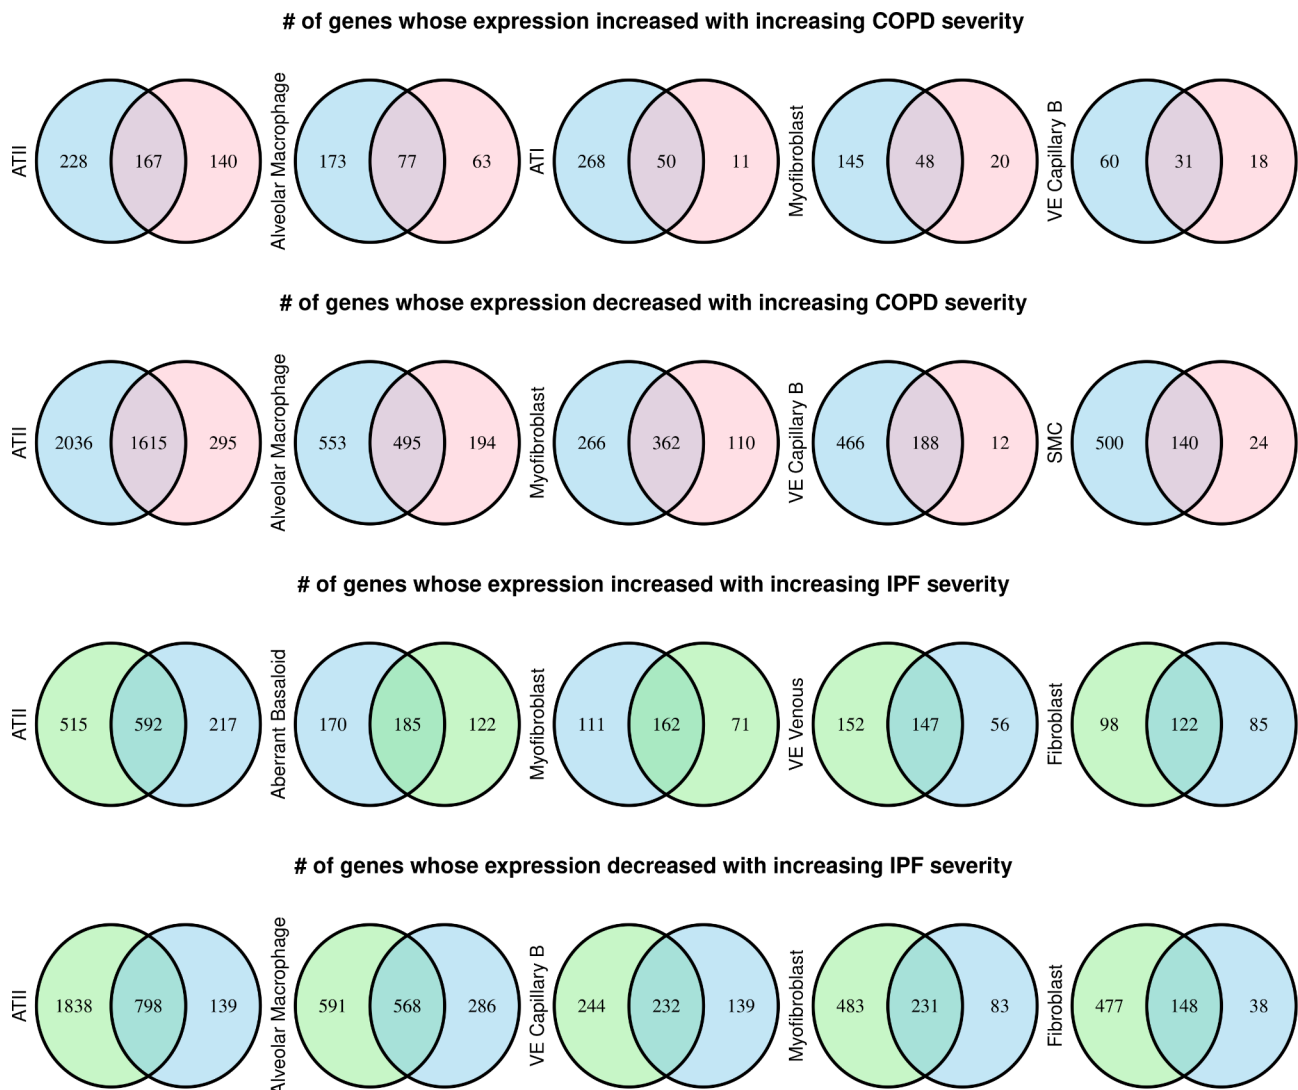 # of genes whose expression increased with increasing COPD severity
ATII
228 167 140
Alveolar Macrophage
173 77 63
ATI
268 50 11
Myofibroblast
145 48 20
VE Capillary B
60 31 18
# of genes whose expression decreased with increasing COPD severity
ATII
2036 1615 295
Alveolar Macrophage
553 495 194
Myofibroblast
266 362 110
VE Capillary B
466 188 12
SMC
500 140 24
# of genes whose expression increased with increasing IPF severity
ATII
515 592 217
Aberrant Basaloid
170 185 122
Myofibroblast
111 162 71
VE Venous
152 147 56
Fibroblast
98 122 85
# of genes whose expression decreased with increasing IPF severity
ATII
1838 798 139
Alveolar Macrophage
591 568 286
VE Capillary B
244 232 139
Myofibroblast
483 231 83
Fibroblast
477 148 38